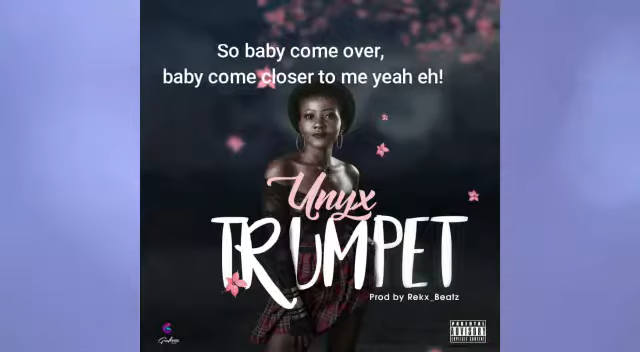 So baby come over,
baby come closer to me yeah eh!
Unyx
TRUMPET
Prod by Rekx_Beatz
PARENTAL
ADVISORY
EXPLICIT CONTENT